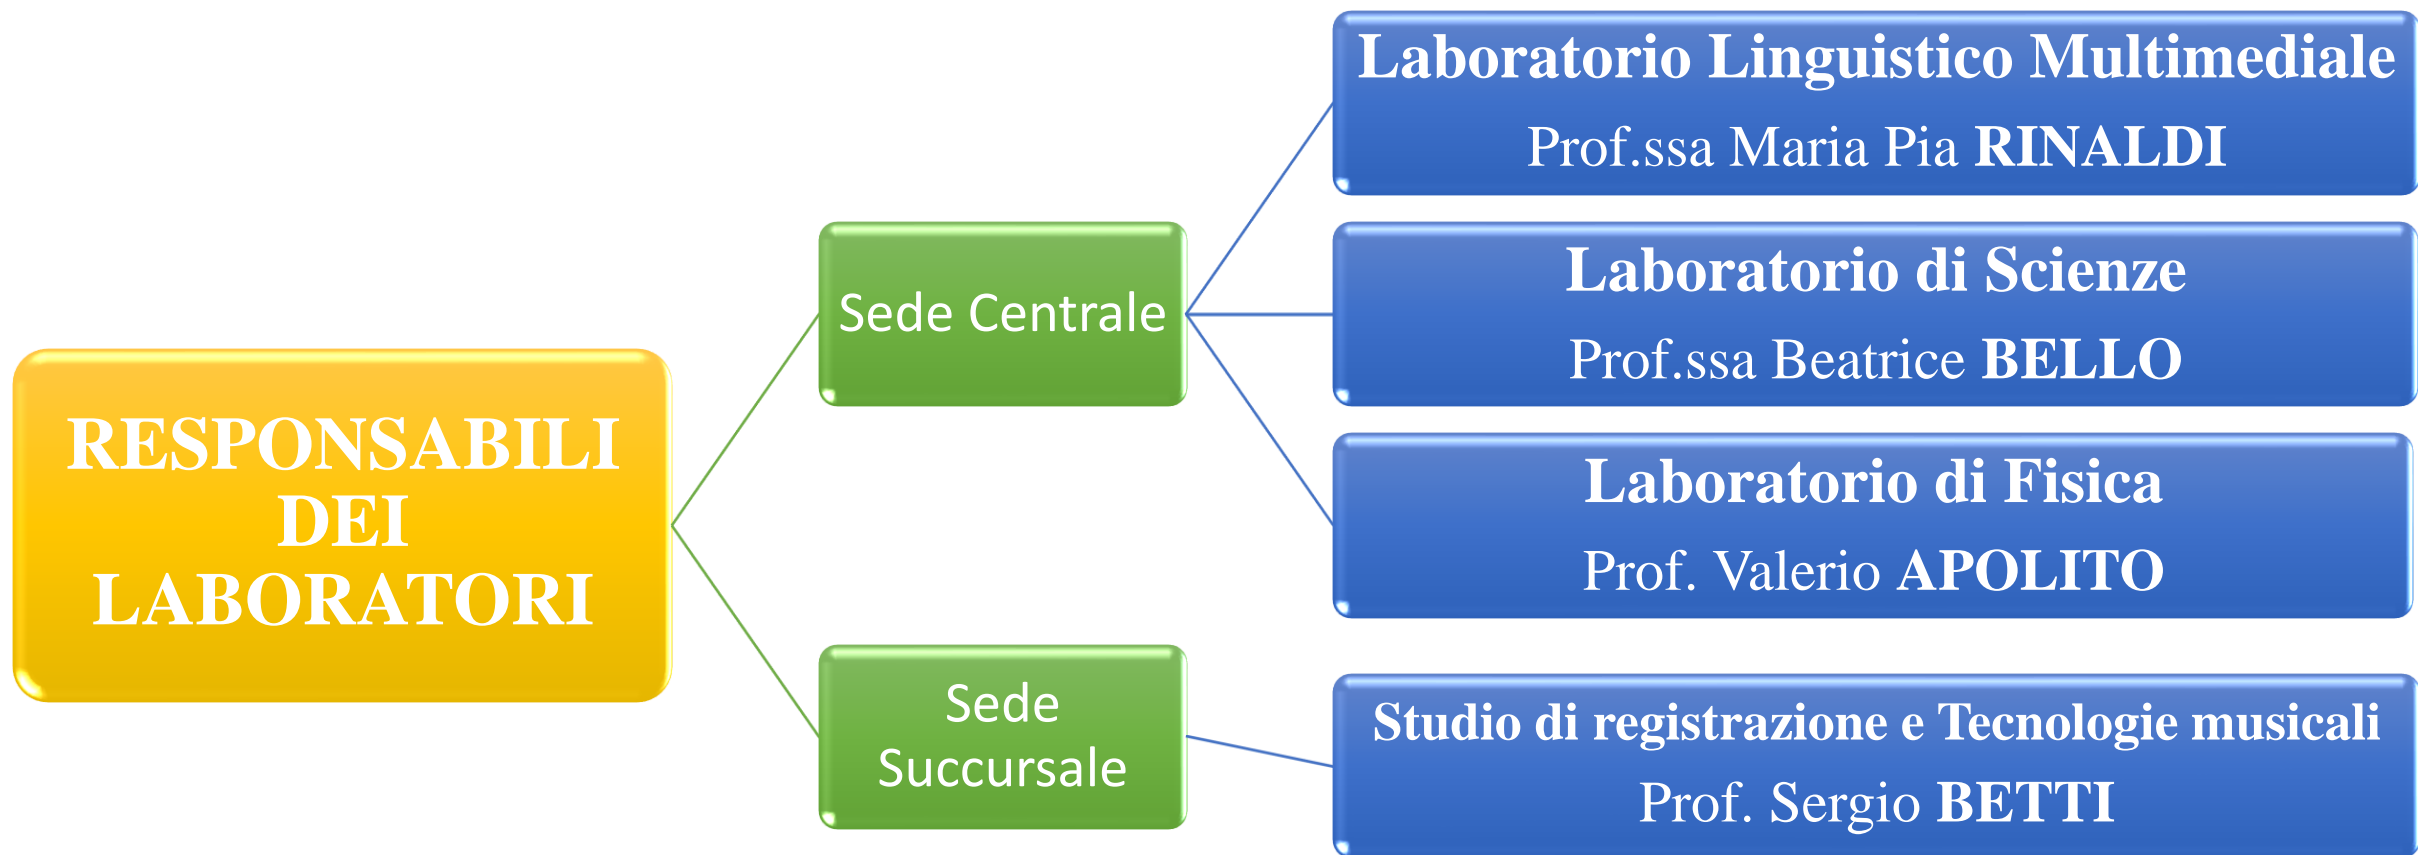 RESPONSABILI
DEI
LABORATORI
Sede Centrale
Laboratorio Linguistico Multimediale
Prof.ssa Maria Pia RINALDI
Laboratorio di Scienze
Prof.ssa Beatrice BELLO
Laboratorio di Fisica
Prof. Valerio APOLITO
Sede
Succursale
Studio di registrazione e Tecnologie musicali
Prof. Sergio BETTI